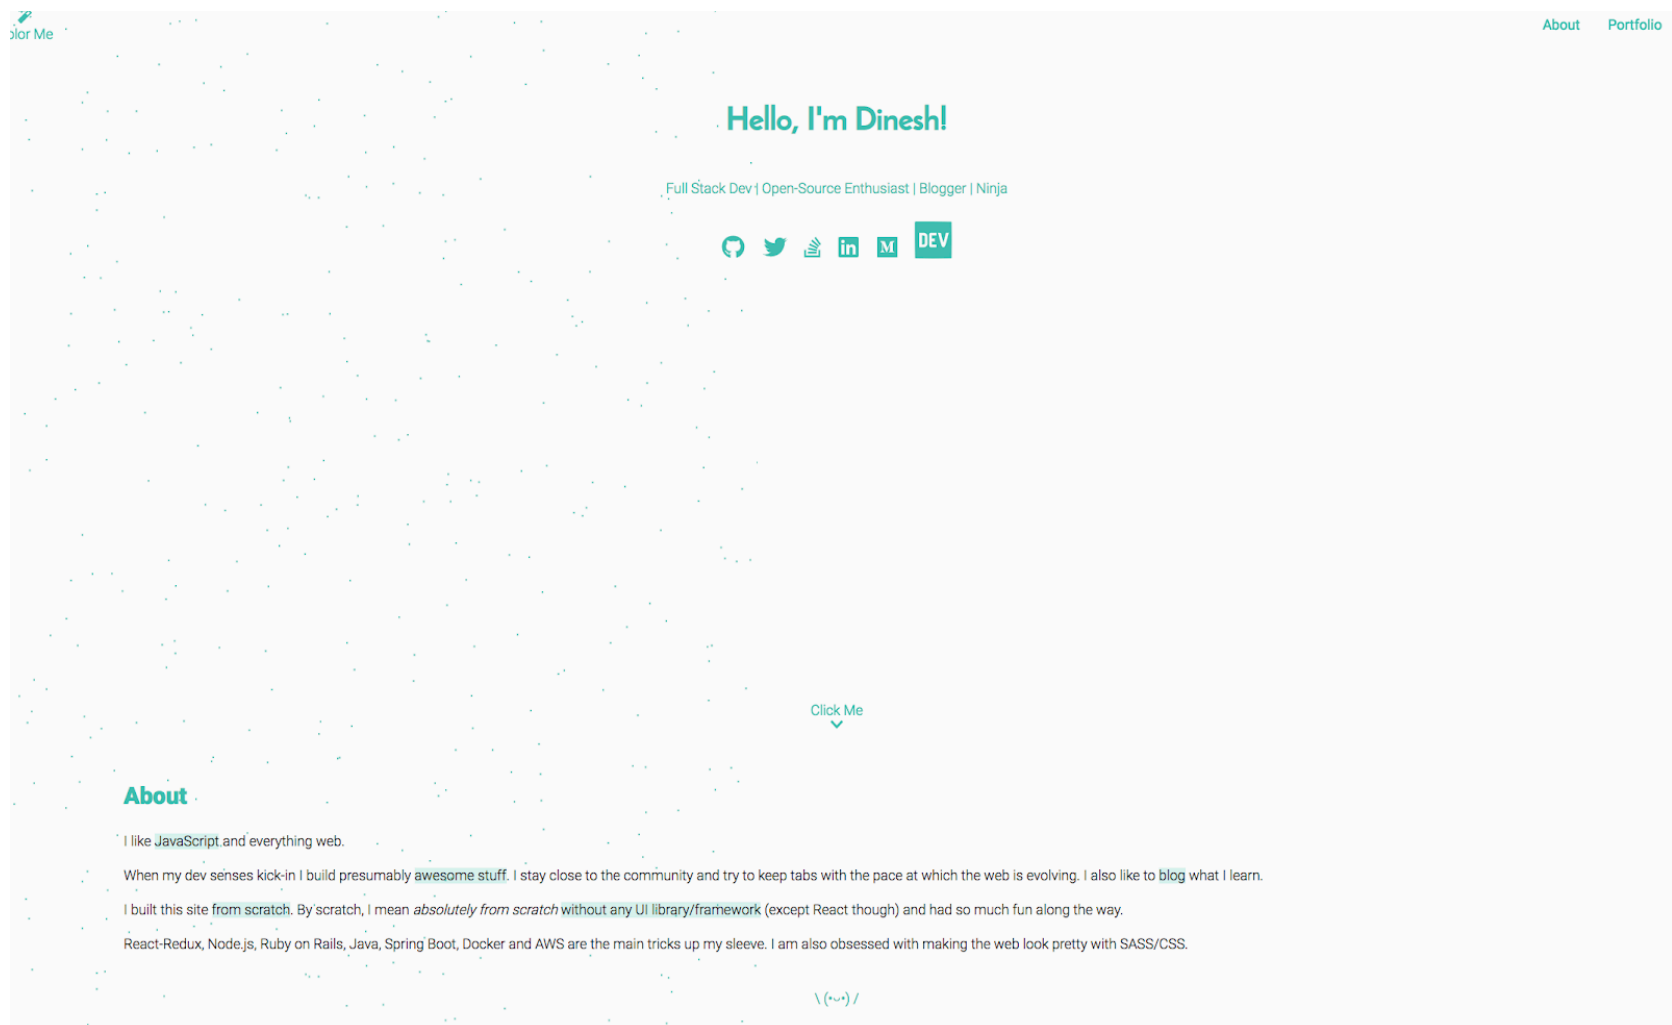 olor Me
About Portfolio
Hello, I'm Dinesh!
Full Stack Dev | Open-Source Enthusiast | Blogger | Ninja
in M DEV
Click Me
About
I like JavaScript and everything web.
When my dev senses kick-in I build presumably awesome stuff. I stay close to the community and try to keep tabs with the pace at which the web is evolving. I also like to blog what I learn.
I built this site from scratch. By scratch, I mean absolutely from scratch without any UI library/framework (except React though) and had so much fun along the way.
React-Redux, Node.js, Ruby on Rails, Java, Spring Boot, Docker and AWS are the main tricks up my sleeve. I am also obsessed with making the web look pretty with SASS/CSS.
\ (•ᴗ•) /